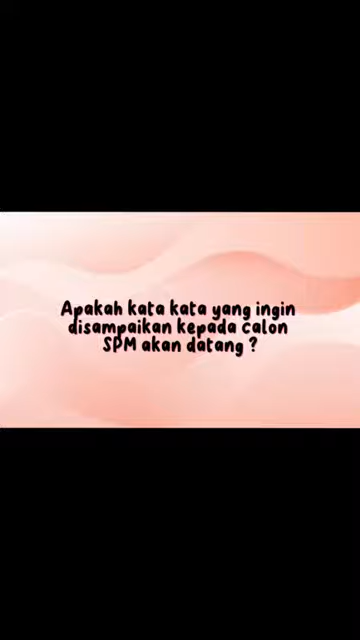 Apakah kata kata yang ingin
disampaikan kepada calon
SPM akan datang ?